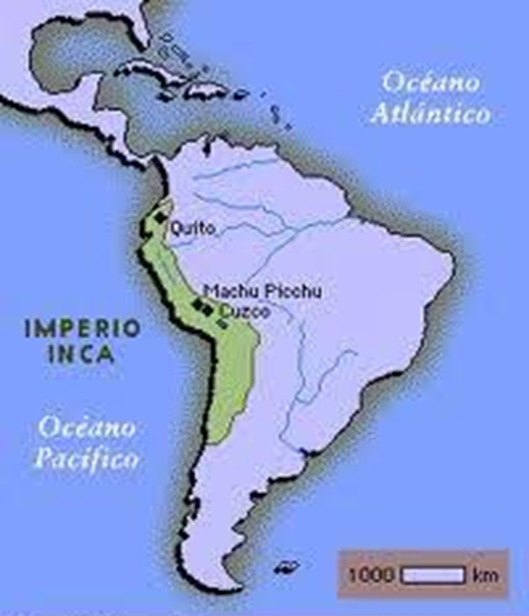 Océano
Atlántico
Quito
Machu Picchu
Cuzco
IMPERIO
INCA
Océano
Pacífico
1000 km